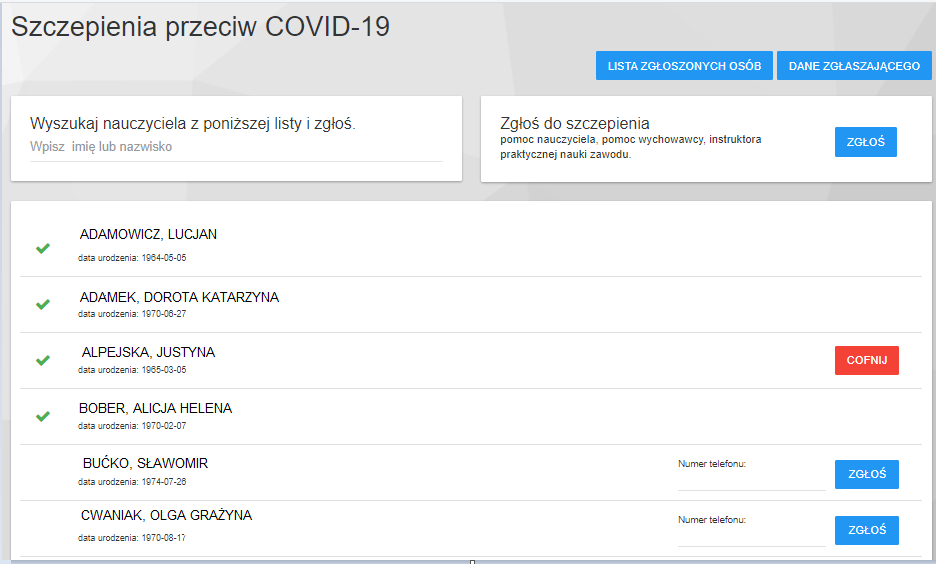 Szczepienia przeciw COVID-19
LISTA ZGŁOSZONYCH OSÓB
DANE ZGŁASZAJĄCEGO
Wyszukaj nauczyciela z poniższej listy i zgłoś.
Wpisz imię lub nazwisko
Zgłoś do szczepienia
pomoc nauczyciela, pomoc wychowawcy, instruktora
praktycznej nauki zawodu.
ZGŁOŚ
ADAMOWICZ, LUCJAN
data urodzenia: 1964-05-05
ADAMEK, DOROTA KATARZYNA
data urodzenia: 1970-06-27
ALPEJSKA, JUSTYNA
data urodzenia: 1965-03-05
COFNIJ
BOBER, ALICJA HELENA
data urodzenia: 1970-02-07
BUĆKO, SŁAWOMIR
data urodzenia: 1974-07-26
Numer telefonu:
ZGŁOŚ
CWANIAK, OLGA GRAŻYNA
data urodzenia: 1970-08-17
Numer telefonu:
ZGŁOŚ